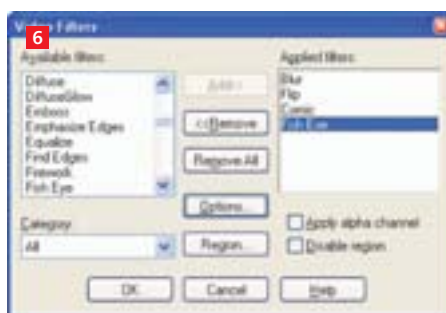 Video Filters
6
Available filters:
Diffuse
DiffuseGlow
Emboss
Emphasize Edges
Equalize
Find Edges
Firework
Fish Eye
Category:
All
Add>>
<<Remove
Remove All
Options...
Region...
Applied filters:
Blur
Flip
Comic
Fish Eye
Apply alpha channel
Disable region
OK
Cancel
Help